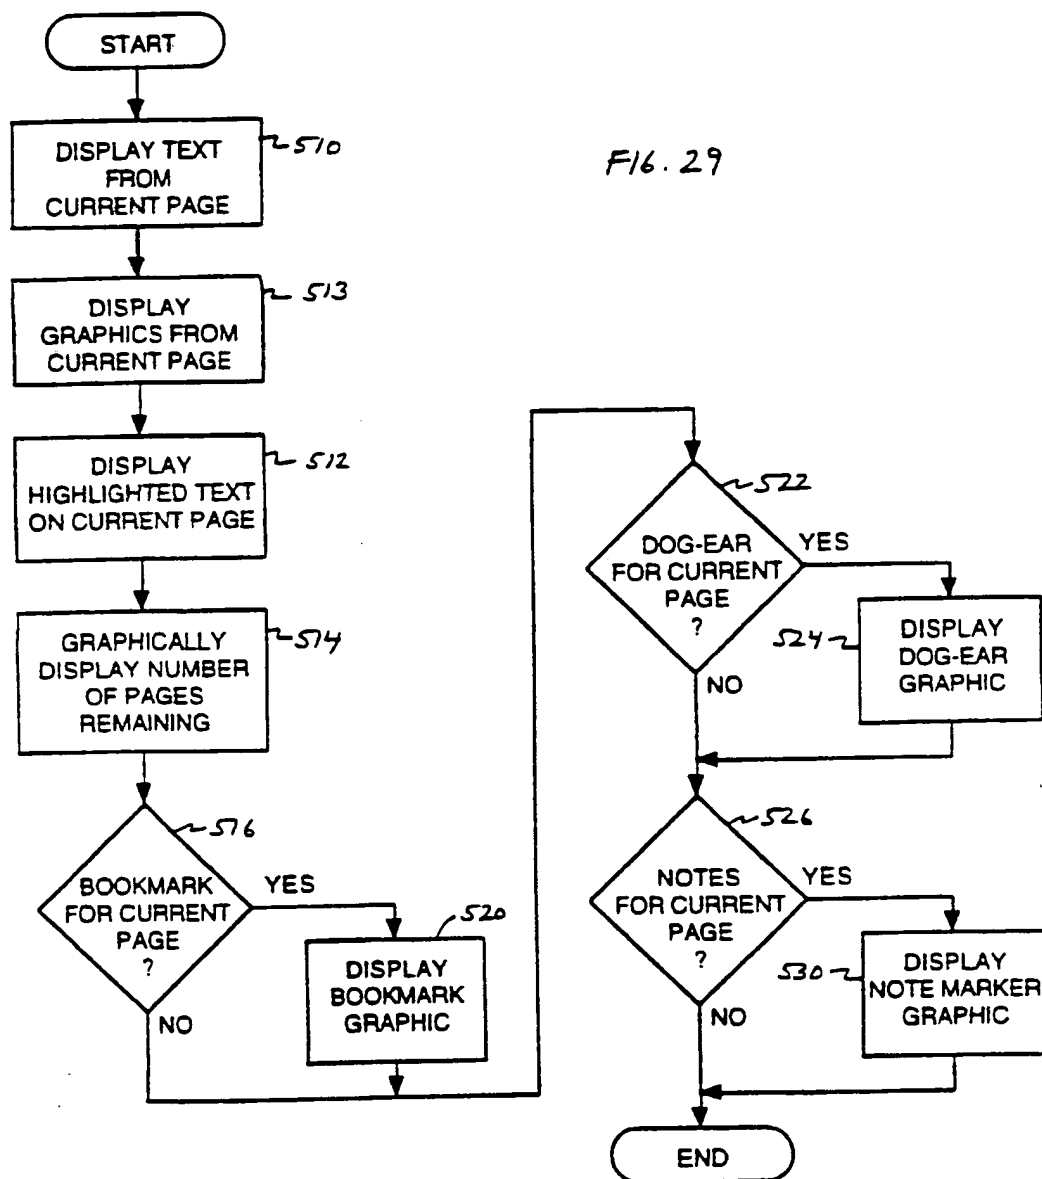 START
DISPLAY TEXT
FROM
CURRENT PAGE
510
FIG. 29
DISPLAY
GRAPHICS FROM
CURRENT PAGE
513
DISPLAY
HIGHLIGHTED TEXT
ON CURRENT PAGE
512
GRAPHICALLY
DISPLAY NUMBER
OF PAGES
REMAINING
514
516
BOOKMARK
FOR CURRENT
PAGE
?
YES
NO
520
DISPLAY
BOOKMARK
GRAPHIC
522
DOG-EAR
FOR CURRENT
PAGE
?
YES
NO
524
DISPLAY
DOG-EAR
GRAPHIC
526
NOTES
FOR CURRENT
PAGE
?
YES
NO
530
DISPLAY
NOTE MARKER
GRAPHIC
END